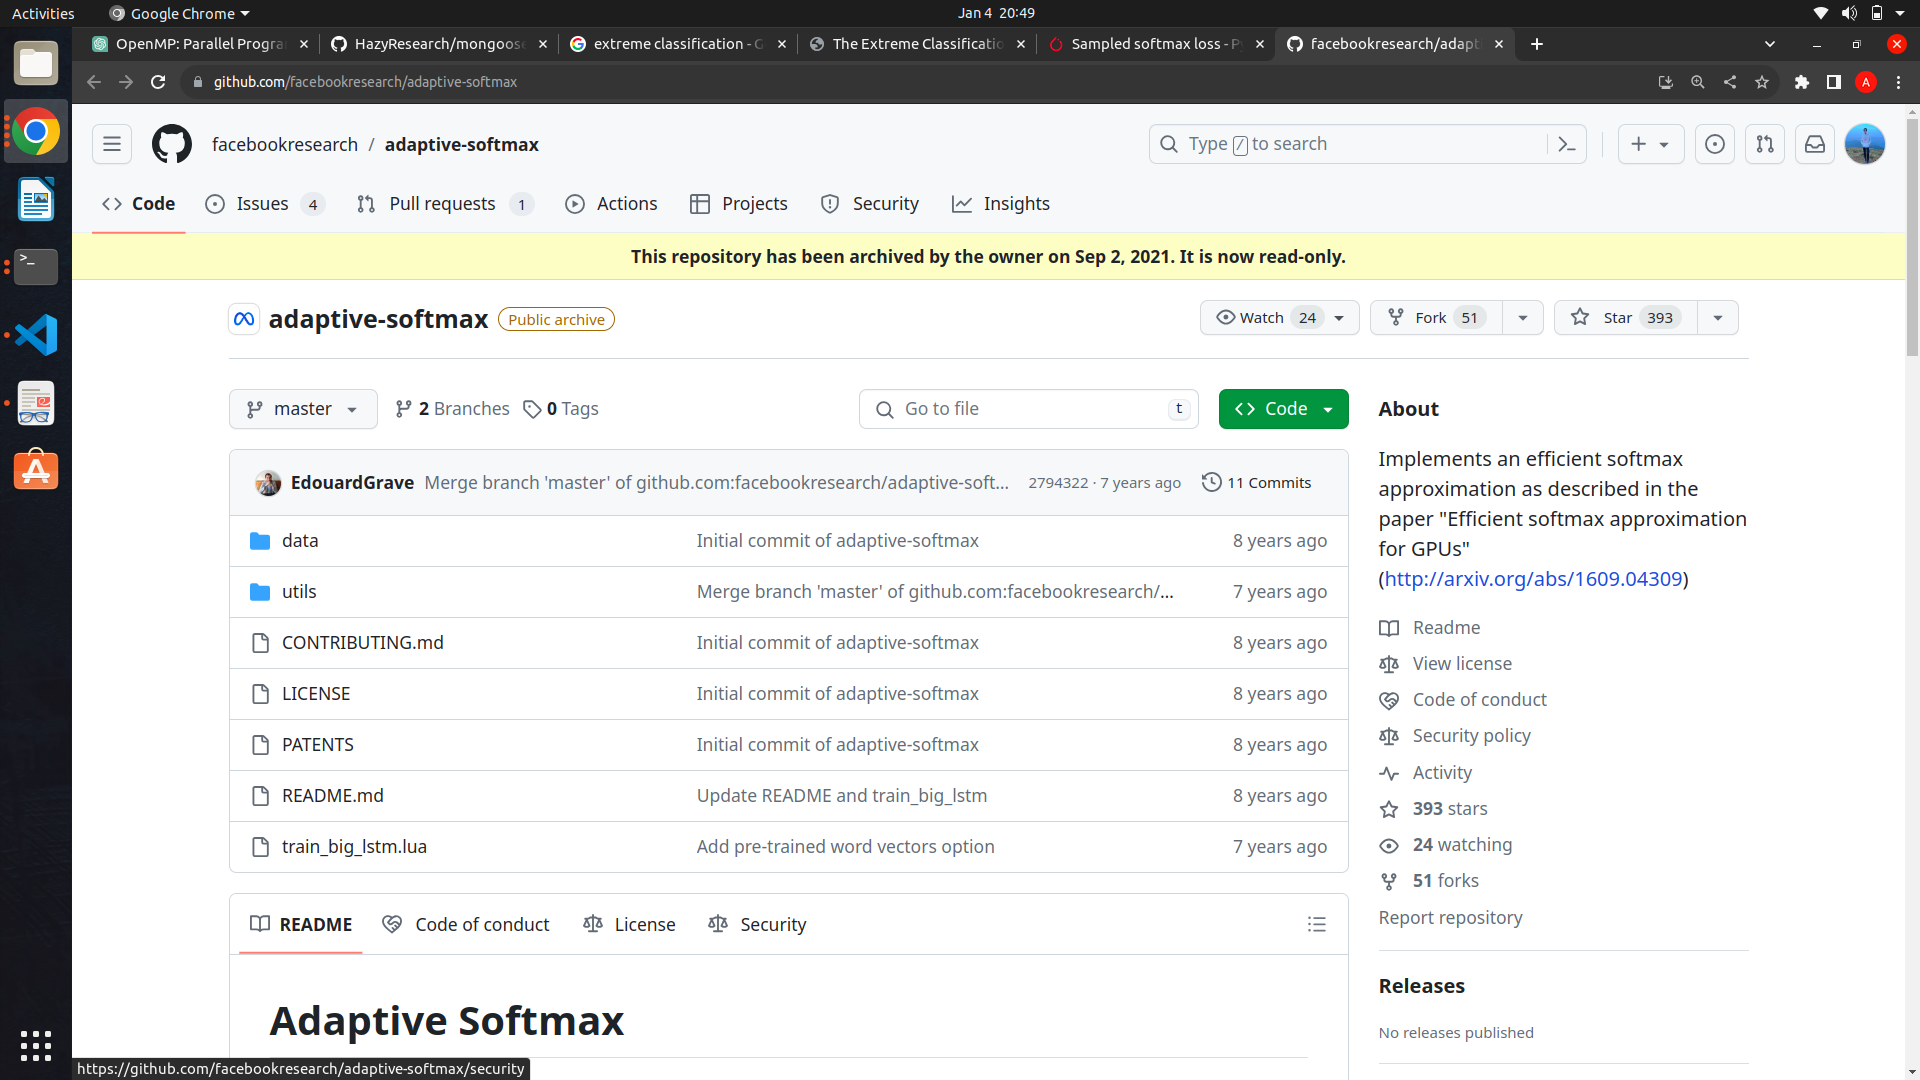 Activities
Google Chrome
Jan 4 20:49
OpenMP: Parallel Progra
HazyResearch/mongoose
extreme classification - G
The Extreme Classificatio
Sampled softmax loss - P
facebookresearch/adapt
github.com/facebookresearch/adaptive-softmax
A
facebookresearch / adaptive-softmax
Type / to search
Code
Issues 4
Pull requests 1
Actions
Projects
Security
Insights
This repository has been archived by the owner on Sep 2, 2021. It is now read-only.
adaptive-softmax
Public archive
Watch 24
Fork 51
Star 393
master
2 Branches
0 Tags
Go to file
t
Code
EdouardGrave Merge branch 'master' of github.com:facebookresearch/adaptive-soft... 2794322 · 7 years ago 11 Commits
data Initial commit of adaptive-softmax 8 years ago
utils Merge branch 'master' of github.com:facebookresearch/... 7 years ago
CONTRIBUTING.md Initial commit of adaptive-softmax 8 years ago
LICENSE Initial commit of adaptive-softmax 8 years ago
PATENTS Initial commit of adaptive-softmax 8 years ago
README.md Update README and train_big_lstm 8 years ago
train_big_lstm.lua Add pre-trained word vectors option 7 years ago
README
Code of conduct
License
Security
Adaptive Softmax
About
Implements an efficient softmax
approximation as described in the
paper "Efficient softmax approximation
for GPUs"
(http://arxiv.org/abs/1609.04309)
Readme
View license
Code of conduct
Security policy
Activity
393 stars
24 watching
51 forks
Report repository
Releases
No releases published
https://github.com/facebookresearch/adaptive-softmax/security